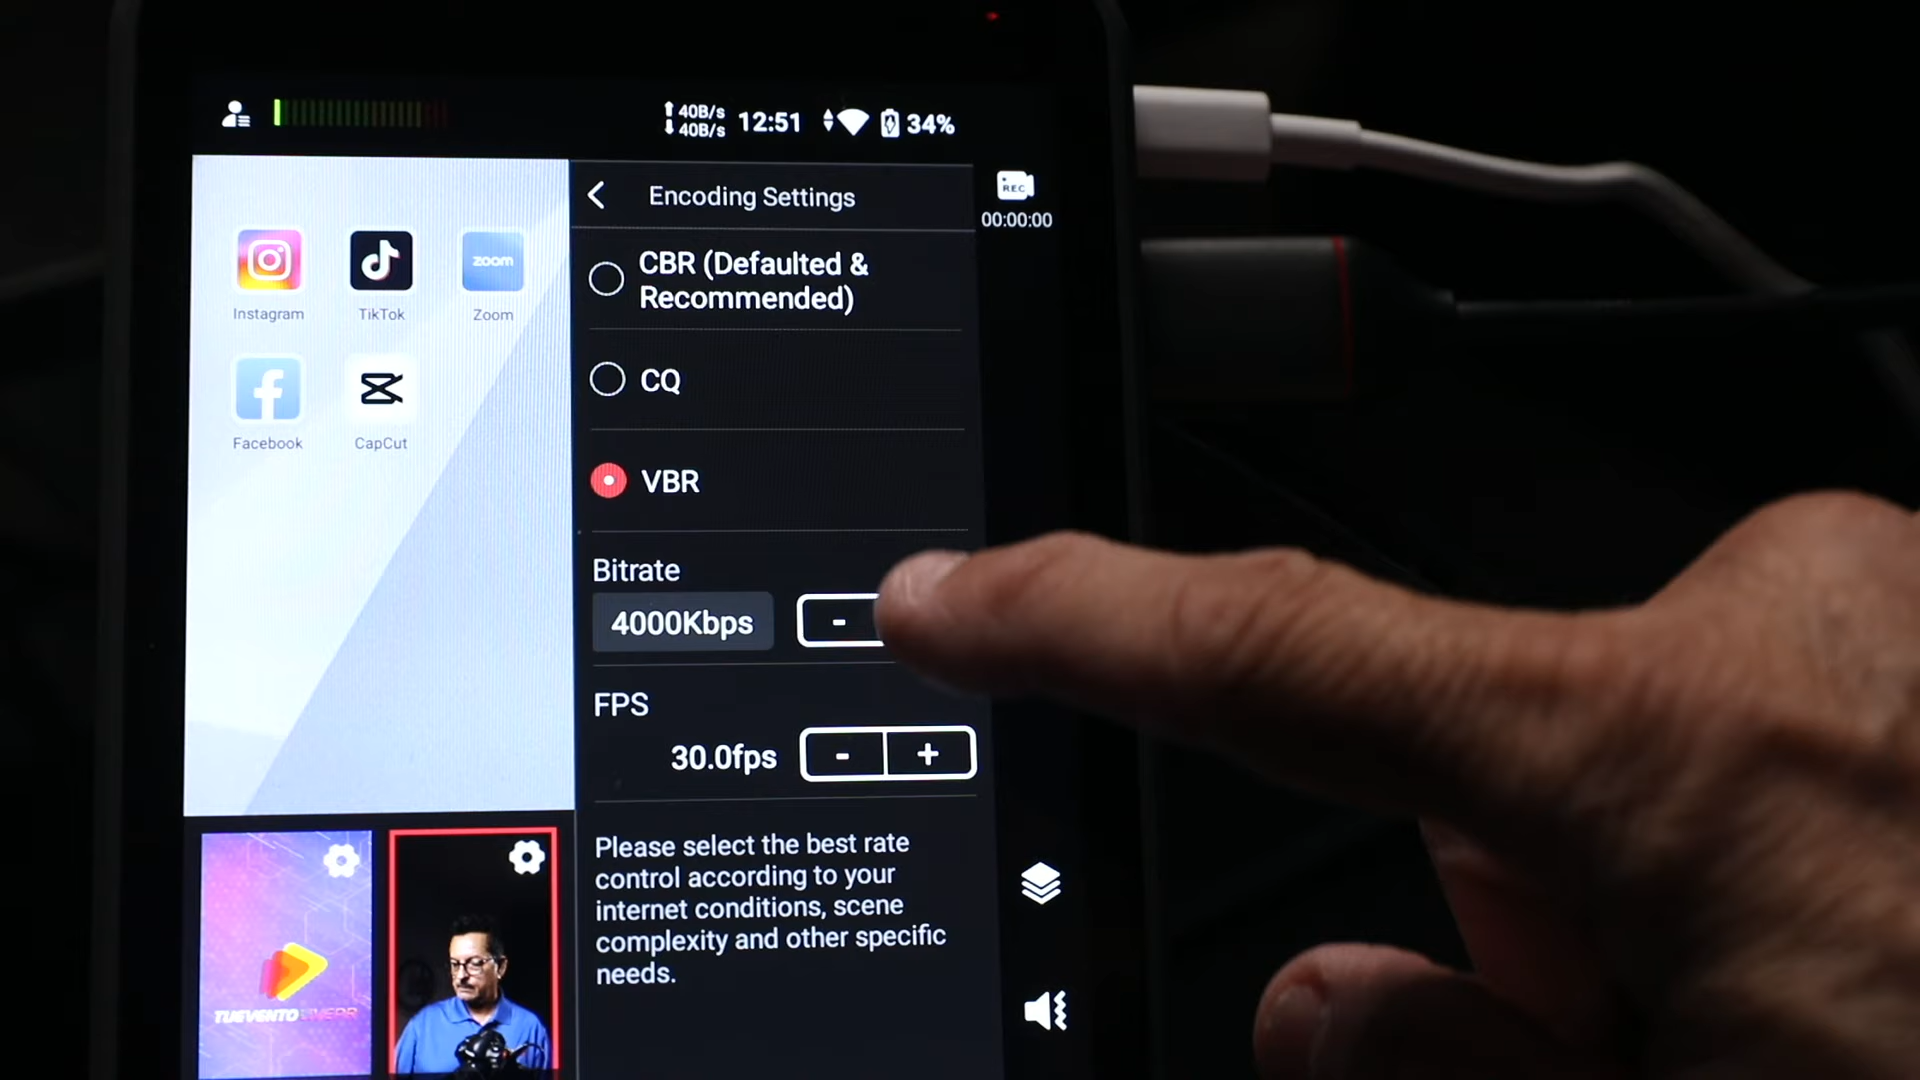 40B/s
40B/s
12:51
34%
Encoding Settings
REC
00:00:00
CBR (Defaulted &
Recommended)
CQ
VBR
Bitrate
4000Kbps
-
FPS
30.0fps
- +
Please select the best rate
control according to your
internet conditions, scene
complexity and other specific
needs.
zoom
Instagram TikTok Zoom
Facebook CapCut